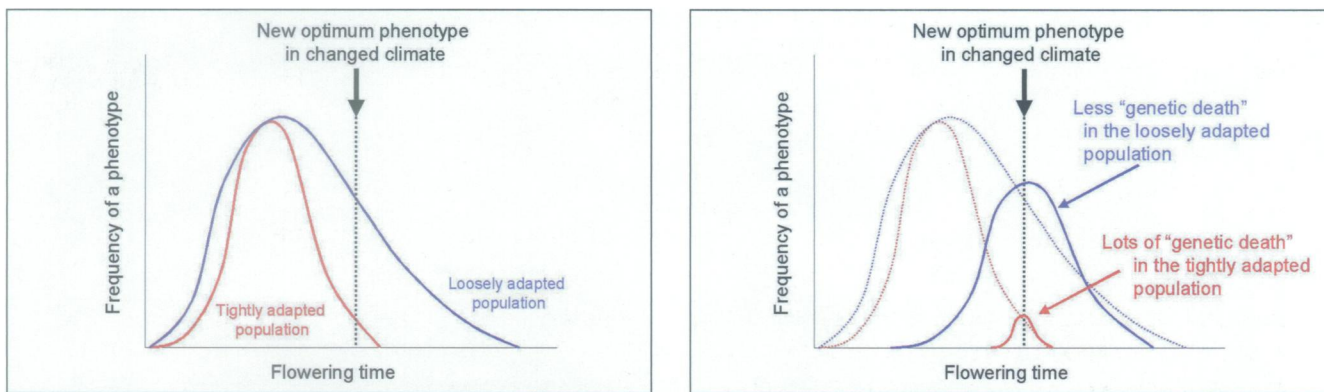 New optimum phenotype
in changed climate
Frequency of a phenotype
Tightly adapted
population
Loosely adapted
population
Flowering time
New optimum phenotype
in changed climate
Frequency of a phenotype
Less “genetic death”
in the loosely adapted
population
Lots of “genetic death”
in the tightly adapted
population
Flowering time